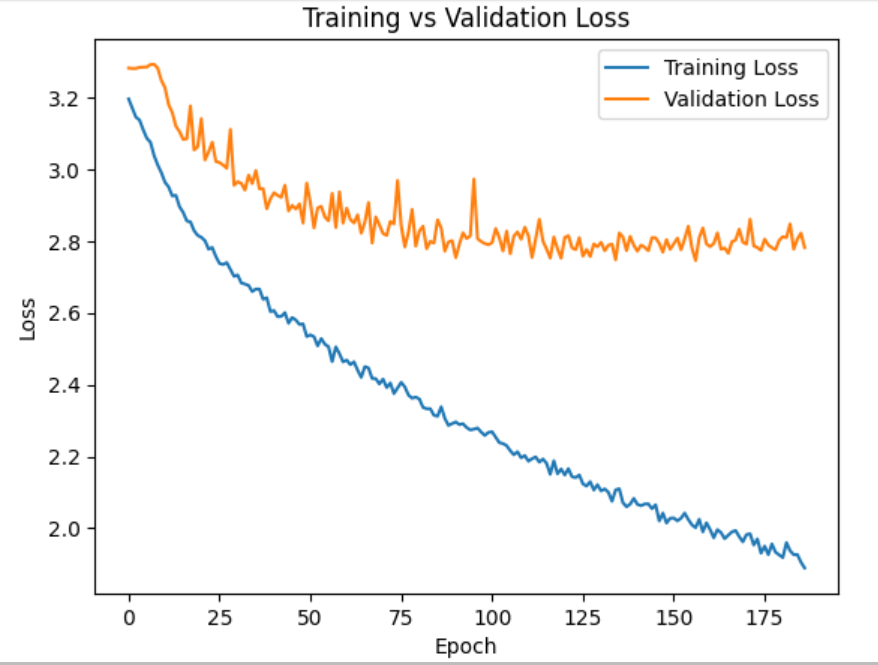 Training vs Validation Loss
Training Loss
Validation Loss
3.2
3.0
2.8
2.6
2.4
2.2
2.0
Loss
0 25 50 75 100 125 150 175
Epoch